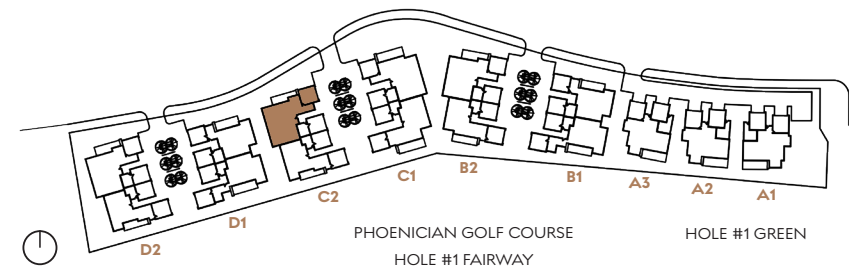 D2
D1
C2
C1
B2
B1
A3
A2
A1
PHOENICIAN GOLF COURSE
HOLE #1 FAIRWAY
HOLE #1 GREEN